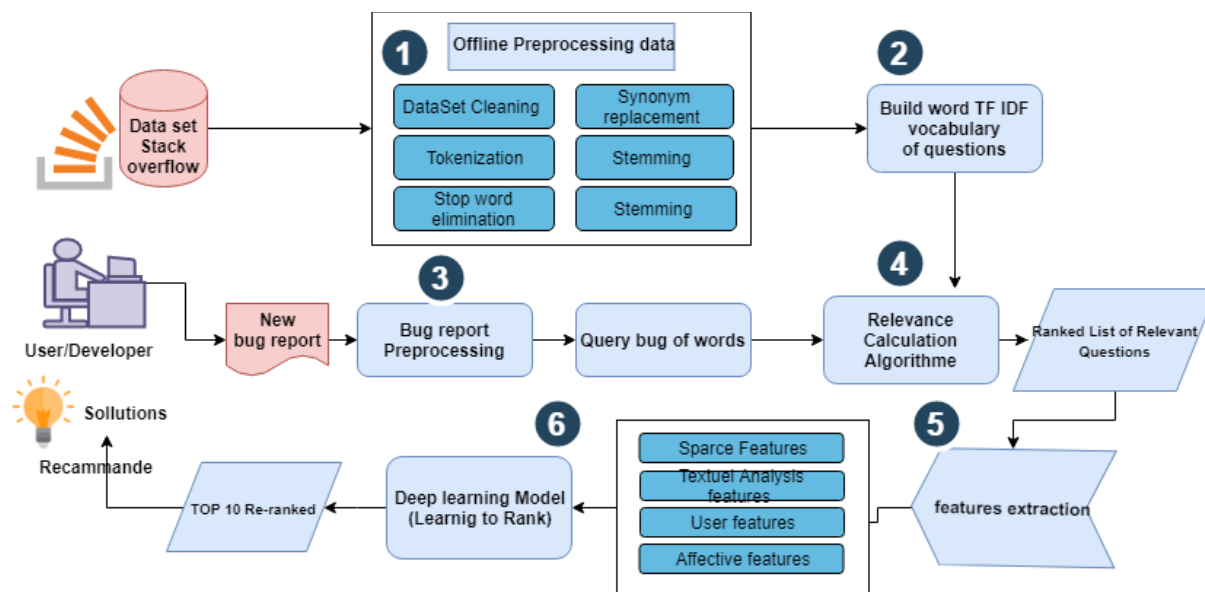 1
Offline Preprocessing data
2
Data set
Stack
overflow
DataSet Cleaning
Synonym
replacement
Tokenization
Stemming
Stop word
elimination
Stemming
Build word TF IDF
vocabulary
of questions
3
4
User/Developer
New
bug report
Bug report
Preprocessing
Query bug of words
Relevance
Calculation
Algorithme
Ranked List of Relevant
Questions
Sollutions
Recammande
TOP 10 Re-ranked
6
Deep learning Model
(Learnig to Rank)
Sparce Features
Textuel Analysis
features
User features
Affective features
5
features extraction